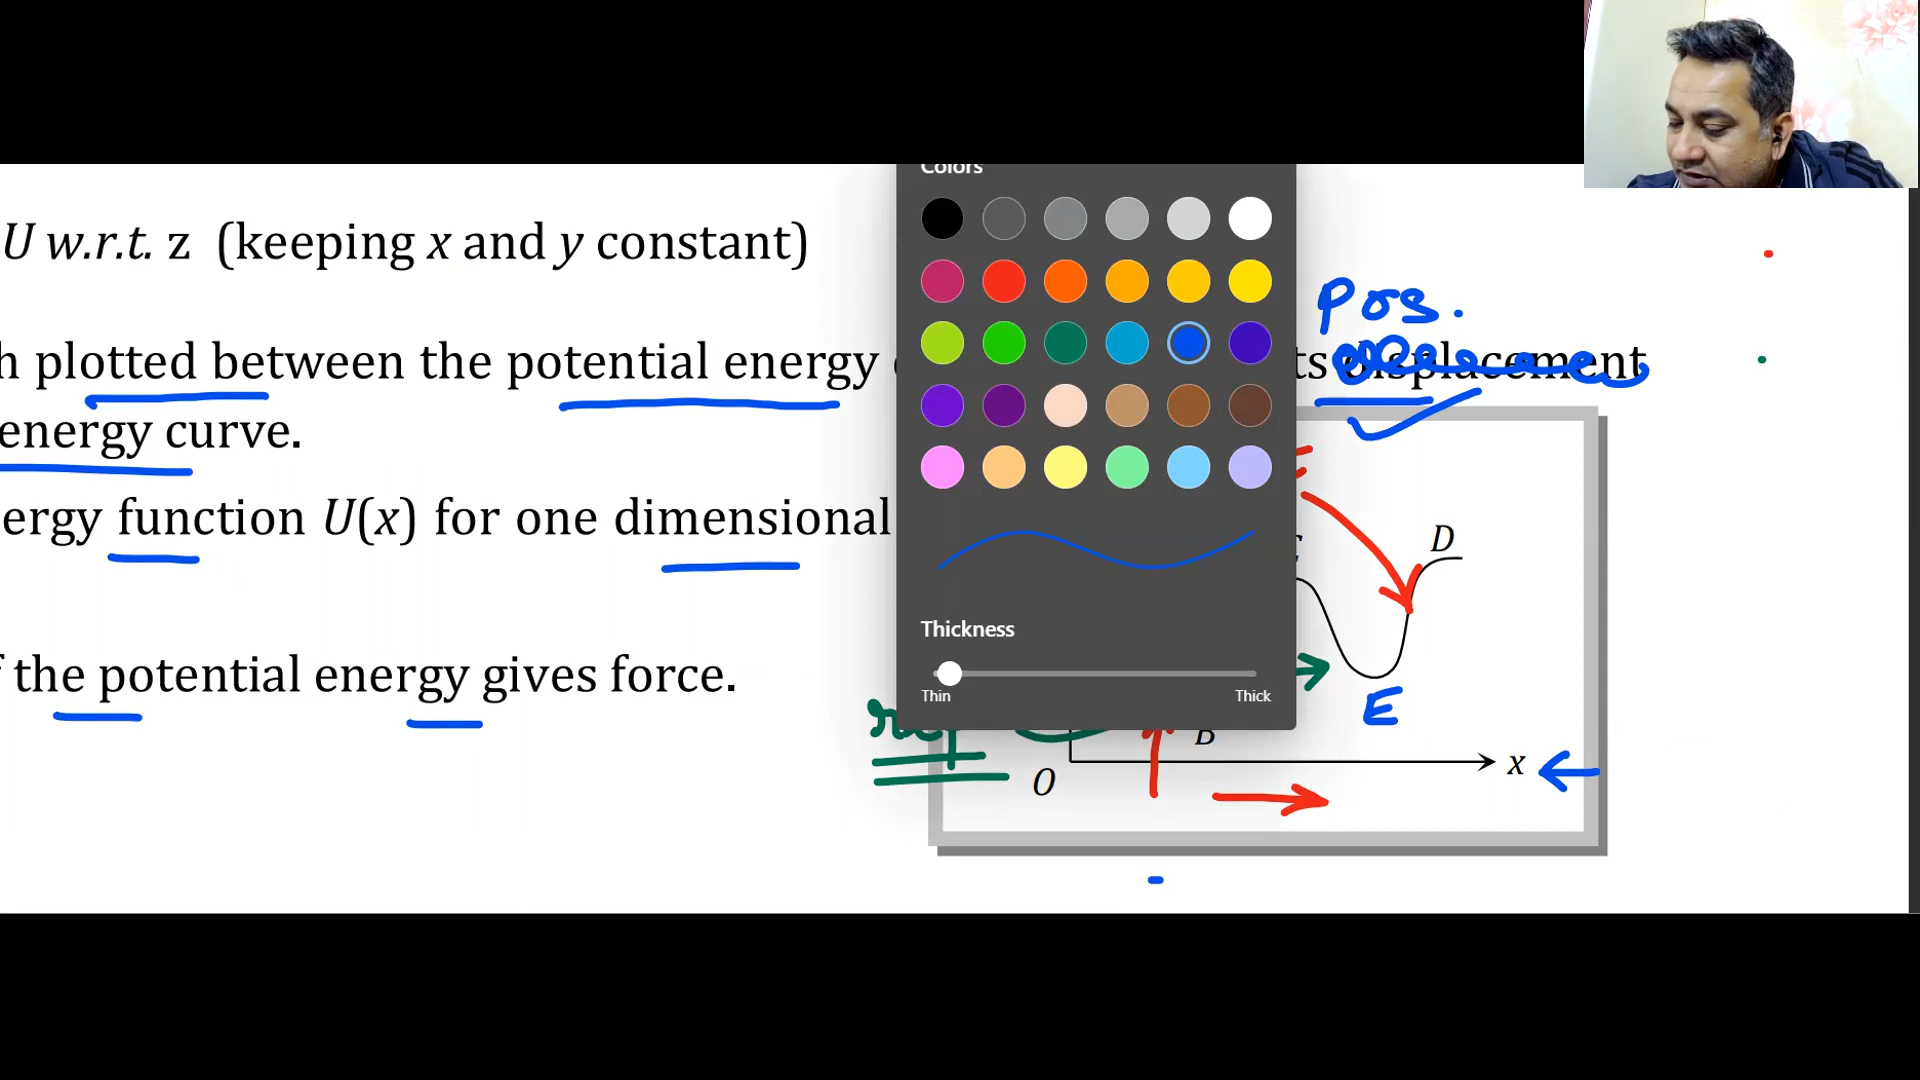 Colors
U w.r.t. z (keeping x and y constant)
pos.
h plotted between the potential energy
ts displacement
energy curve.
ergy function U(x) for one dimensional
D
Thickness
f the potential energy gives force.
Thin
Thick
E
ref
B
O
x